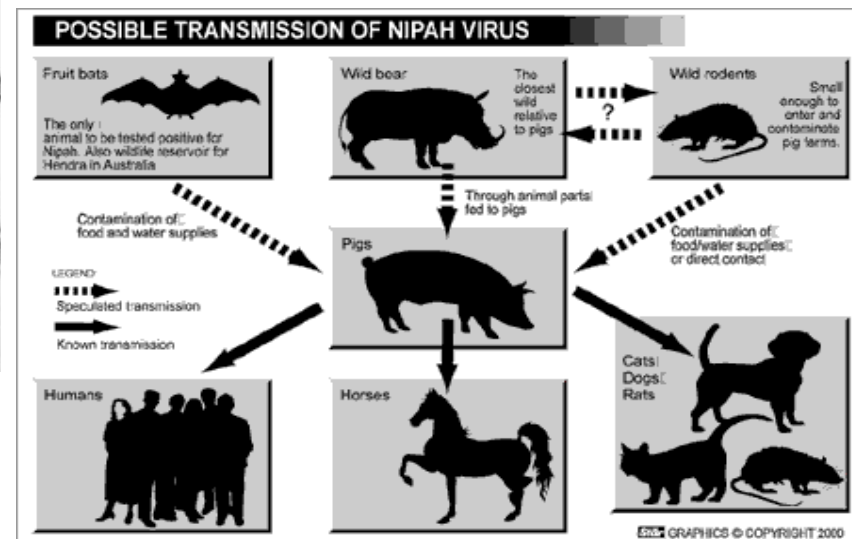 POSSIBLE TRANSMISSION OF NIPAH VIRUS
Fruit bats
The only
animal to be tested positive for
Nipah. Also wildlife reservoir for
Hendra in Australia
Wild boar
The
closest
wild
relative
to pigs
?
Wild rodents
Small
enough to
enter and
contaminate
pig farms.
Contamination of
food and water supplies
Through animal parts
fed to pigs
Contamination of
food/water supplies
or direct contact
LEGEND:
Speculated transmission
Known transmission
Pigs
Humans
Horses
Cats
Dogs
Rats
GRAPHICS © COPYRIGHT 2000